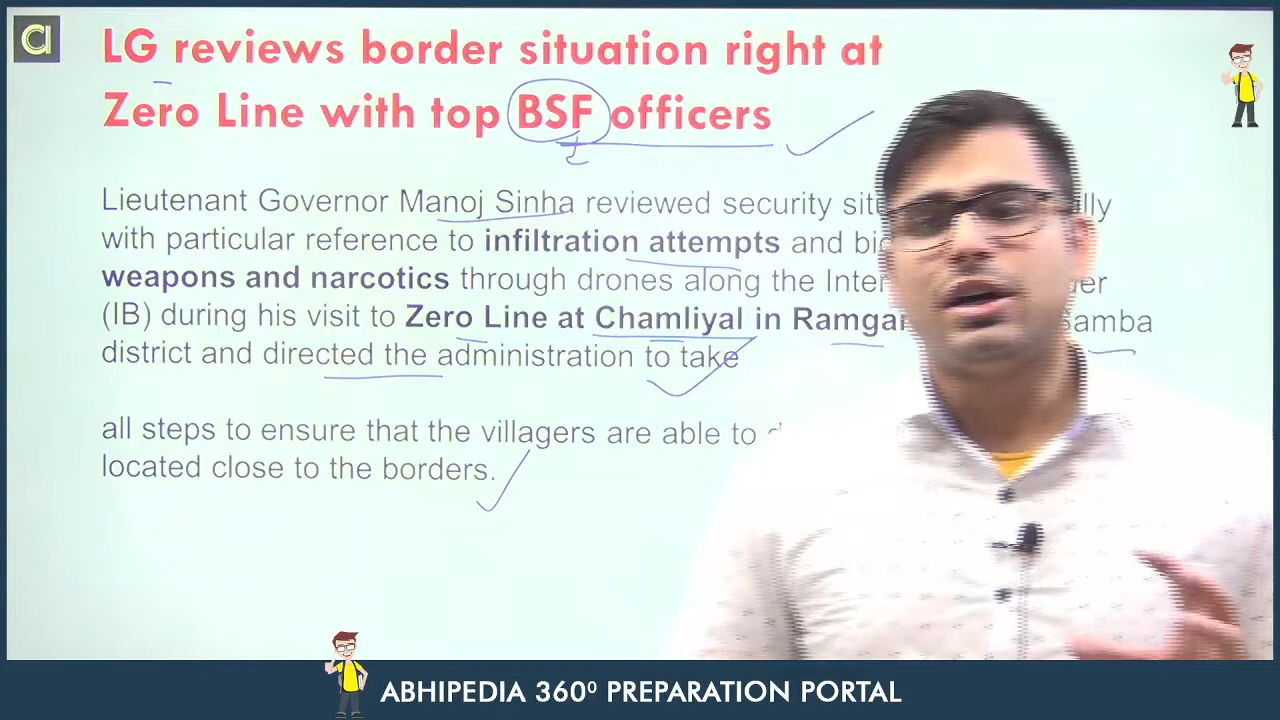 LG reviews border situation right at
Zero Line with top BSF officers
Lieutenant Governor Manoj Sinha reviewed security
with particular reference to infiltration attempts and
weapons and narcotics through drones along the
(IB) during his visit to Zero Line at Chamliyal in
district and directed the administration to take
all steps to ensure that the villagers are able to
located close to the borders.
ABHIPEDIA 360⁰ PREPARATION PORTAL